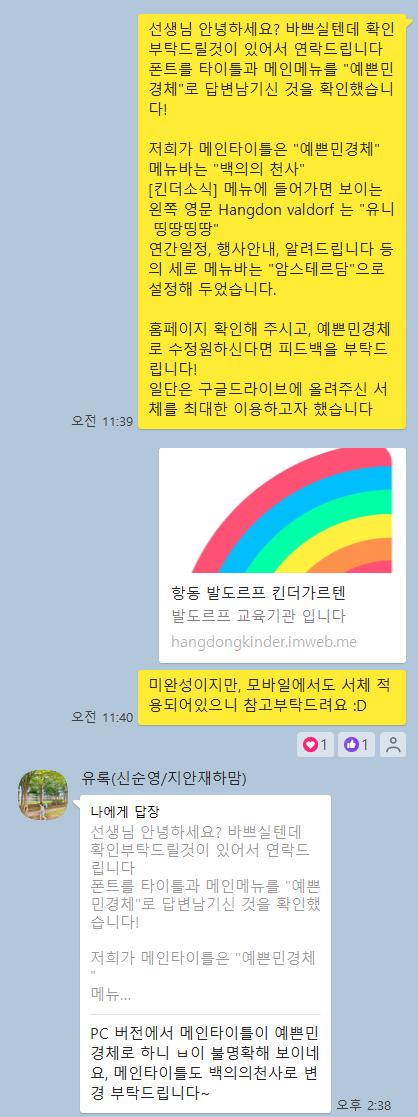 선생님 안녕하세요? 바쁘실텐데 확인
부탁드릴것이 있어서 연락드립니다
폰트를 타이틀과 메인메뉴를 "예쁜민
경체"로 답변남기신 것을 확인했습니
다!
저희가 메인타이틀은 "예쁜민경체"
메뉴바는 "백의의 천사"
[킨더소식] 메뉴에 들어가면 보이는
왼쪽 영문 Hangdon valdorf 는 "유니
띵땅띵땅"
연간일정, 행사안내, 알려드립니다 등
의 세로 메뉴바는 "암스테르담"으로
설정해 두었습니다.
홈페이지 확인해 주시고, 예쁜민경체
로 수정원하신다면 피드백을 부탁드
립니다!
일단은 구글드라이브에 올려주신 서
체를 최대한 이용하고자 했습니다
오전 11:39
항동 발도르프 킨더가르텐
발도르프 교육기관 입니다
hangdongkinder.imweb.me
미완성이지만, 모바일에서도 서체 적
용되어있으니 참고부탁드려요 :D
오전 11:40
1
1
유록(신순영/지안재하맘)
나에게 답장
선생님 안녕하세요? 바쁘실텐데
확인부탁드릴것이 있어서 연락드
립니다
폰트를 타이틀과 메인메뉴를 "예쁜
민경체"로 답변남기신 것을 확인했
습니다!
저희가 메인타이틀은 "예쁜민경체
"
메뉴...
PC 버전에서 메인타이틀이 예쁜민
경체로 하니 ㅂ이 불명확해 보이네
요, 메인타이틀도 백의의천사로 변
경 부탁드립니다~
오후 2:38